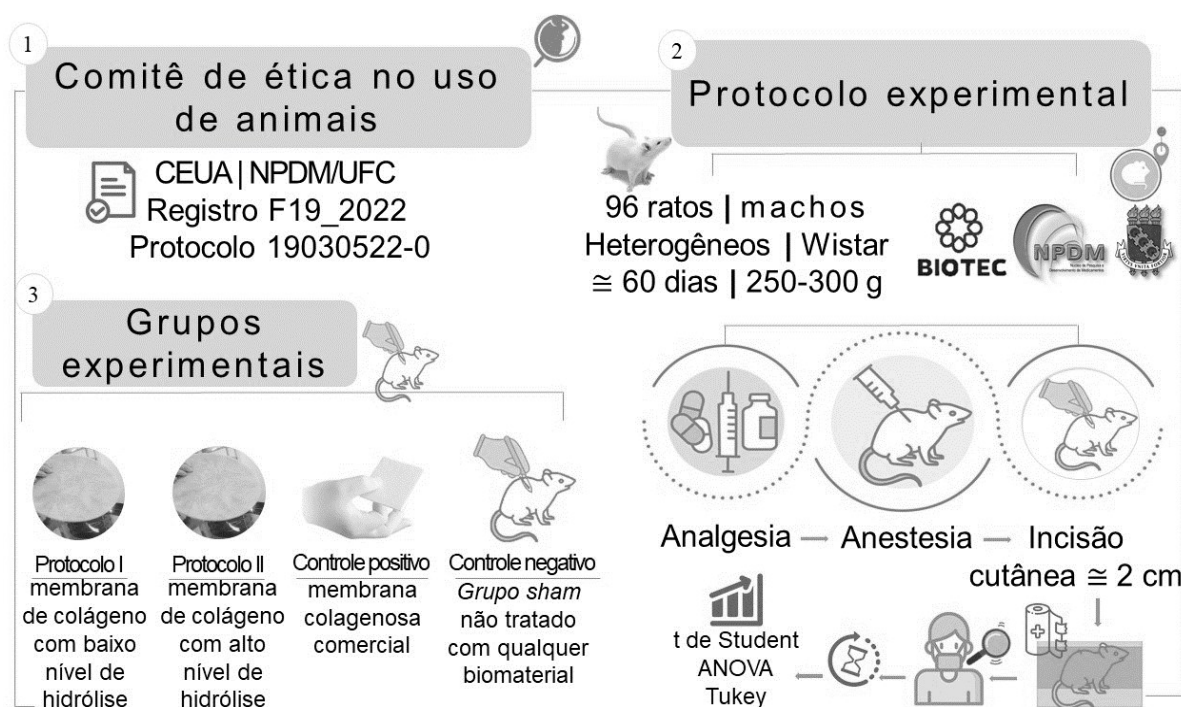 1
Comitê de ética no uso
de animais
CEUA | NPDM/UFC
Registro F19_2022
Protocolo 19030522-0
2
Protocolo experimental
96 ratos | machos
Heterogêneos | Wistar
≅ 60 dias | 250-300 g
BIOTEC
NPDM
3
Grupos
experimentais
Protocolo I
membrana
de colágeno
com baixo
nível de
hidrólise
Protocolo II
membrana
de colágeno
com alto
nível de
hidrólise
Controle positivo
membrana
colagenosa
comercial
Controle negativo
Grupo sham
não tratado
com qualquer
biomaterial
Analgesia
Anestesia
Incisão
cutânea ≅ 2 cm
t de Student
ANOVA
Tukey